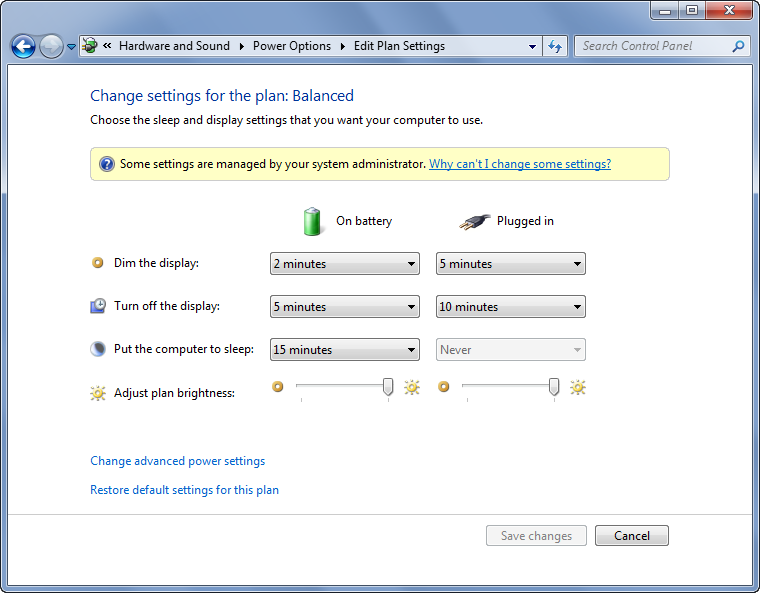 « Hardware and Sound ▸ Power Options ▸ Edit Plan Settings
Search Control Panel
Change settings for the plan: Balanced
Choose the sleep and display settings that you want your computer to use.
Some settings are managed by your system administrator. Why can't I change some settings?
On battery Plugged in
Dim the display: 2 minutes 5 minutes
Turn off the display: 5 minutes 10 minutes
Put the computer to sleep: 15 minutes Never
Adjust plan brightness:
Change advanced power settings
Restore default settings for this plan
Save changes Cancel